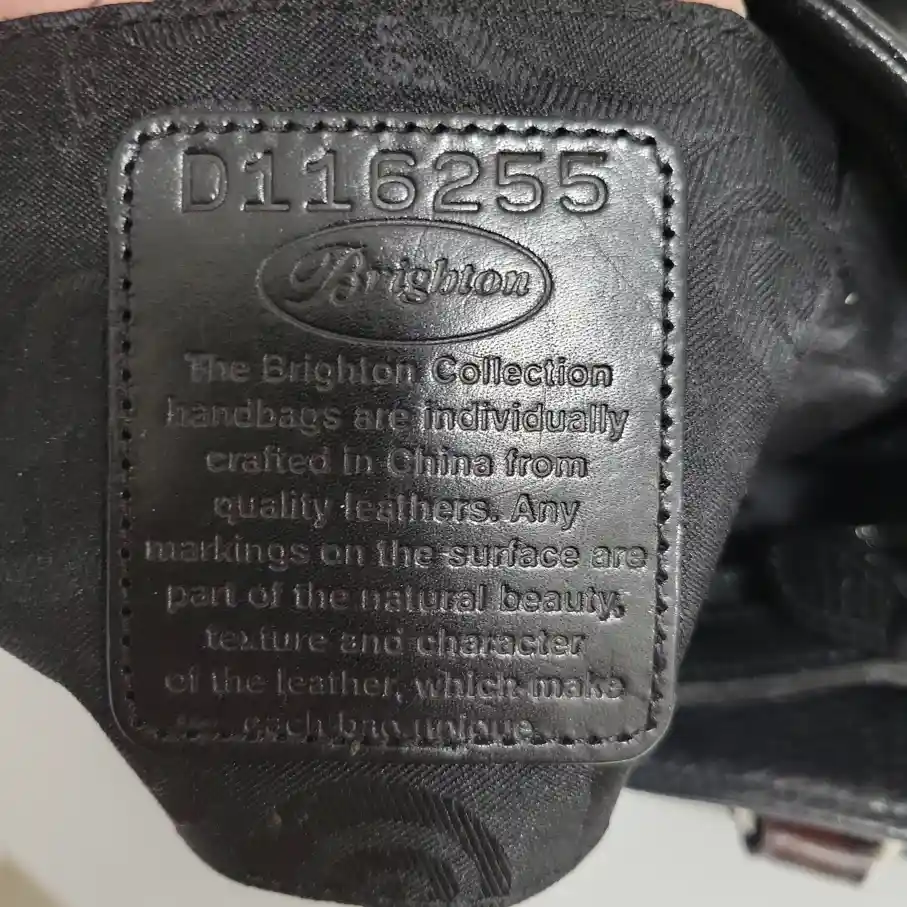 D116255
Brighton
The Brighton Collection
handbags are individually
crafted in China from
quality leathers. Any
markings on the surface are
part of the natural beauty,
texture and character
of the leather, which make
each bag unique.